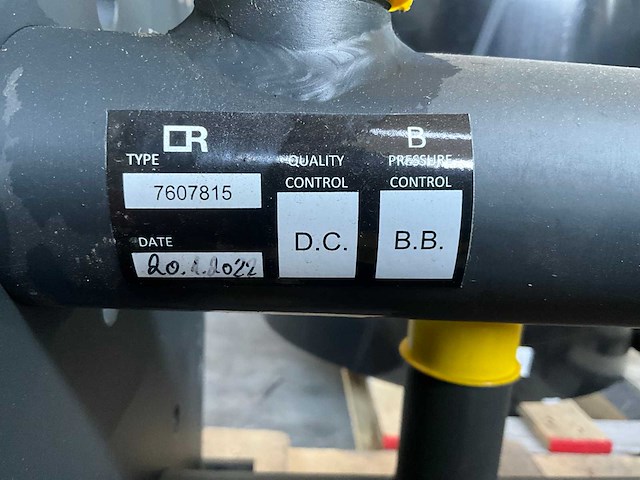 CR B
TYPE QUALITY PRESSURE
CONTROL CONTROL
7607815
D.C. B.B.
DATE
20.1.2022